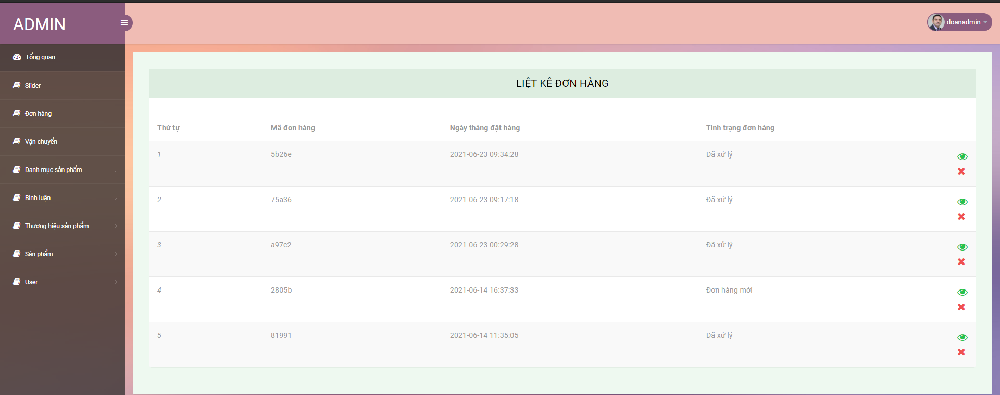 ADMIN
doanadmin
Tổng quan
Slider
Đơn hàng
Vận chuyển
Danh mục sản phẩm
Bình luận
Thương hiệu sản phẩm
Sản phẩm
User
LIỆT KÊ ĐƠN HÀNG
Thứ tự Mã đơn hàng Ngày tháng đặt hàng Tình trạng đơn hàng
1 5b26e 2021-06-23 09:34:28 Đã xử lý
2 75a36 2021-06-23 09:17:18 Đã xử lý
3 a97c2 2021-06-23 00:29:28 Đã xử lý
4 2805b 2021-06-14 16:37:33 Đơn hàng mới
5 81991 2021-06-14 11:35:05 Đã xử lý